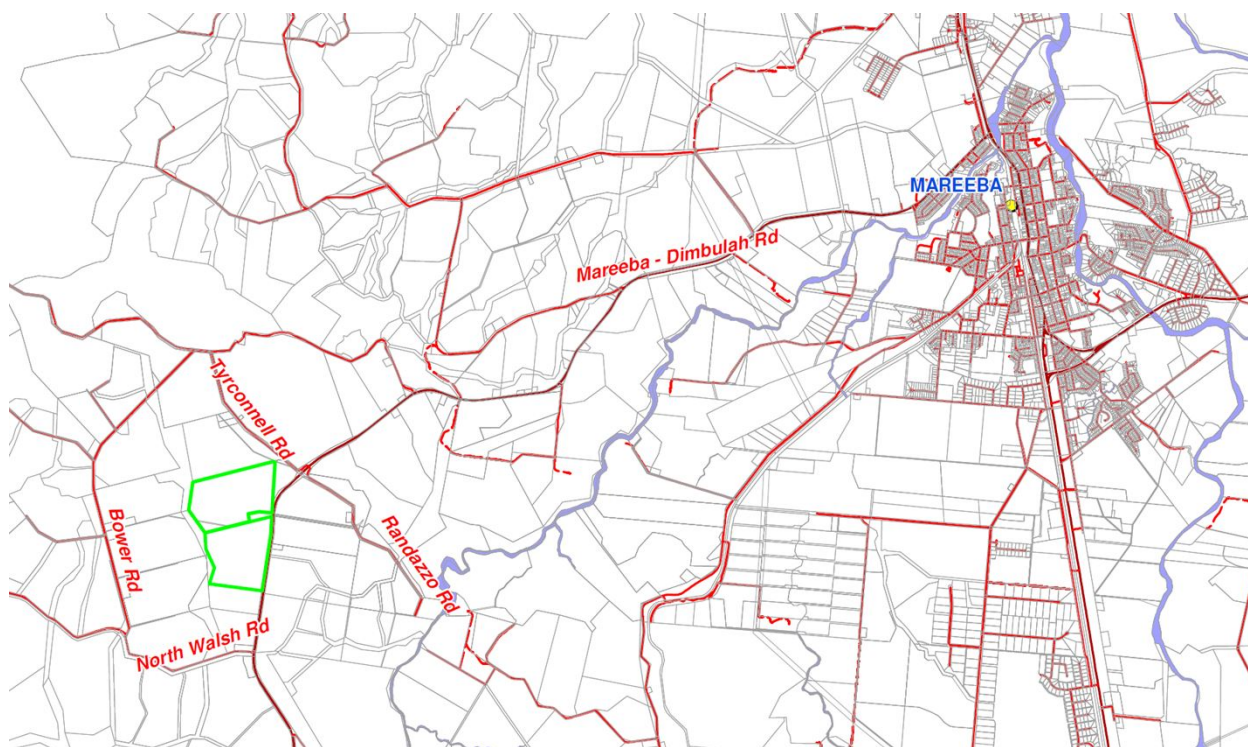 MAREEBA
Mareeba - Dimbulah Rd
Tyrconnell Rd
Bower Rd
Randazzo Rd
North Walsh Rd